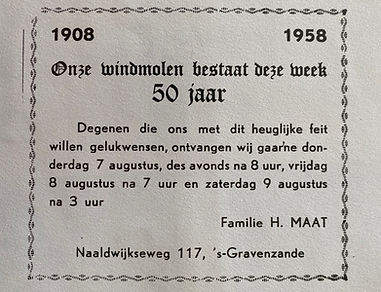 1908 1958
Onze windmolen bestaat deze week
50 jaar
Degenen die ons met dit heuglijke feit
willen gelukwensen, ontvangen wij gaarne don-
derdag 7 augustus, des avonds na 8 uur, vrijdag
8 augustus na 7 uur en zaterdag 9 augustus
na 3 uur
Familie H. MAAT
Naaldwijkseweg 117, 's-Gravenzande